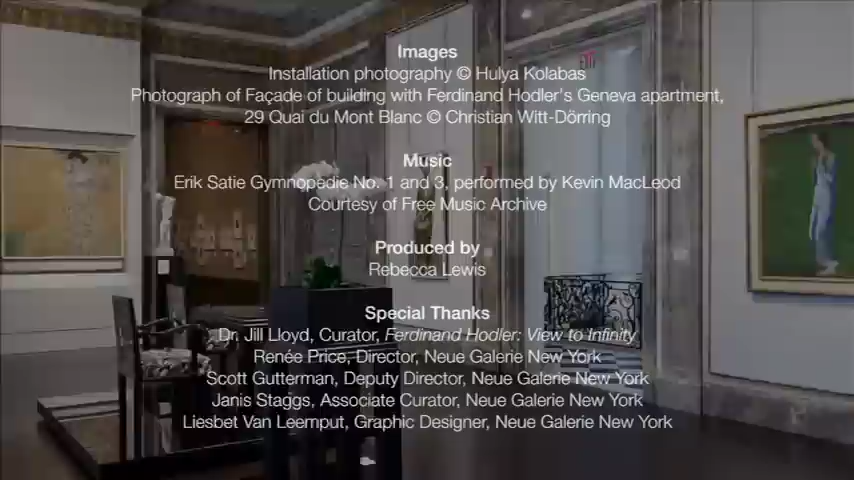 Images
Installation photography © Hulya Kolabas
Photograph of Façade of building with Ferdinand Hodler's Geneva apartment,
29 Quai du Mont Blanc © Christian Witt-Dörring
Music
Erik Satie Gymnopedie No. 1 and 3, performed by Kevin MacLeod
Courtesy of Free Music Archive
Produced by
Rebecca Lewis
Special Thanks
Dr. Jill Lloyd, Curator, Ferdinand Hodler: View to Infinity
Renée Price, Director, Neue Galerie New York
Scott Gutterman, Deputy Director, Neue Galerie New York
Janis Staggs, Associate Curator, Neue Galerie New York
Liesbet Van Leemput, Graphic Designer, Neue Galerie New York
EXIT